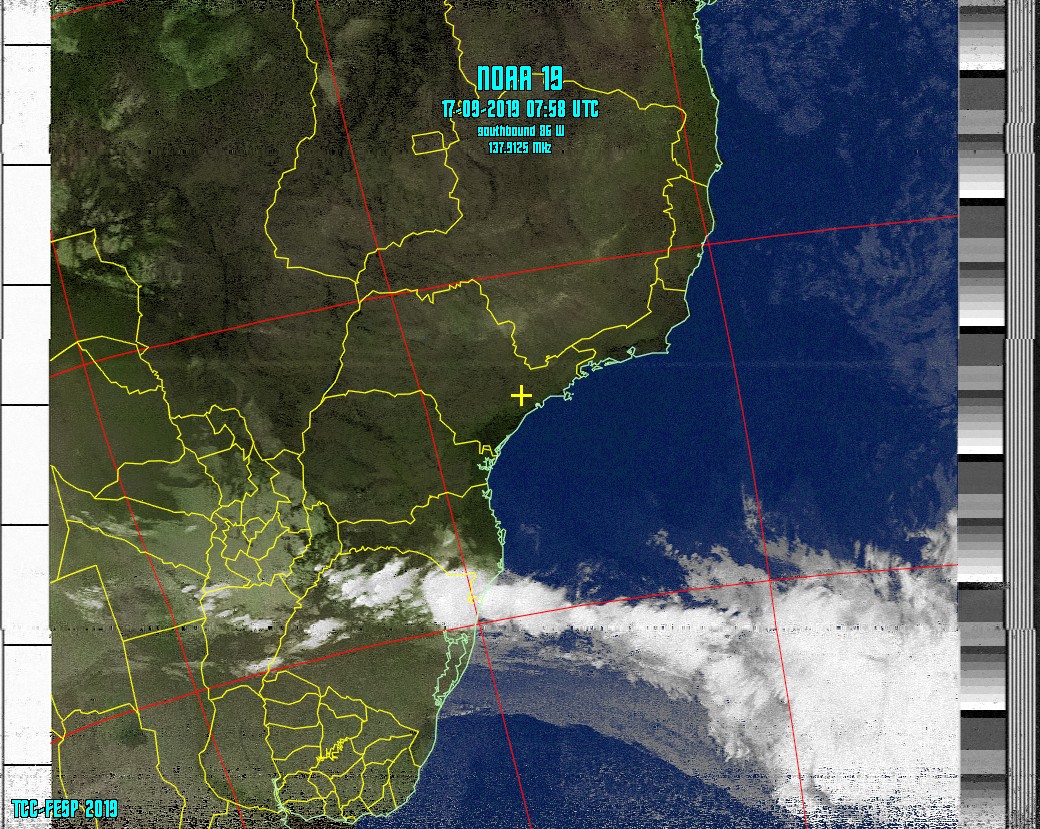 NOAA 19
17-09-2019 07:58 UTC
southbound 86 W
137.9125 MHz
TCC-FESP 2019